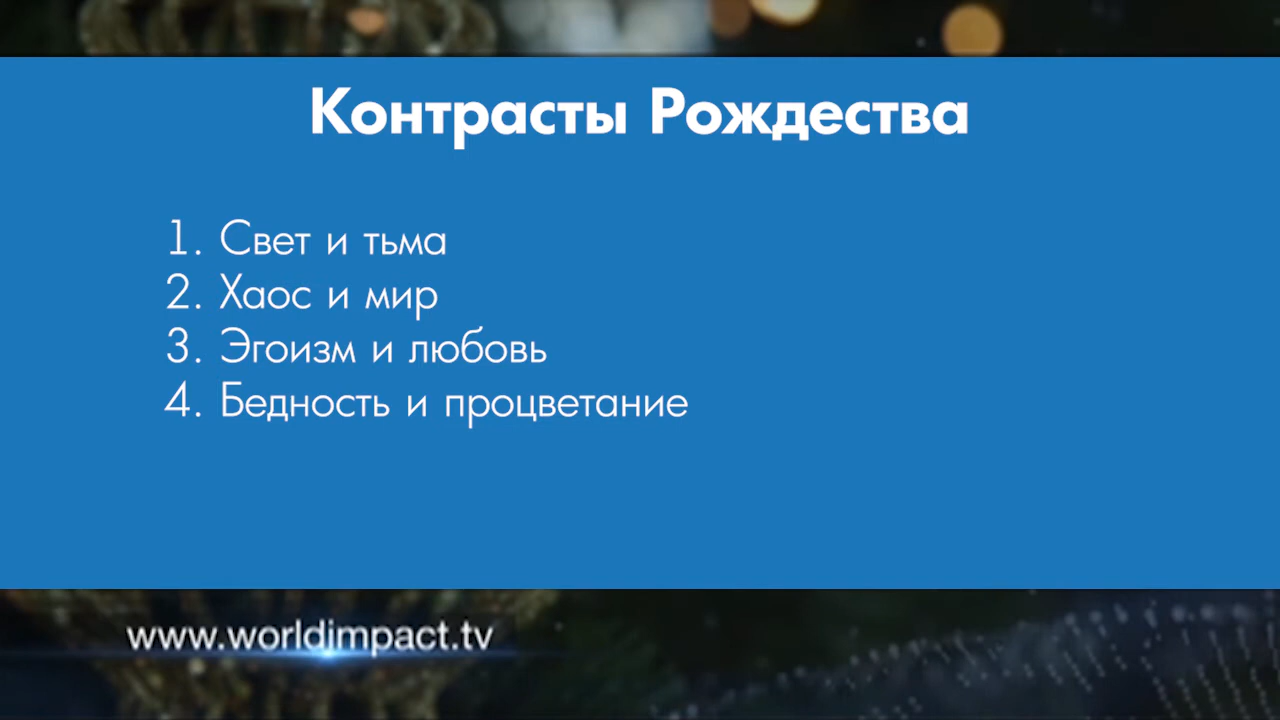 Контрасты Рождества
1. Свет и тьма
2. Хаос и мир
3. Эгоизм и любовь
4. Бедность и процветание
www.worldimpact.tv